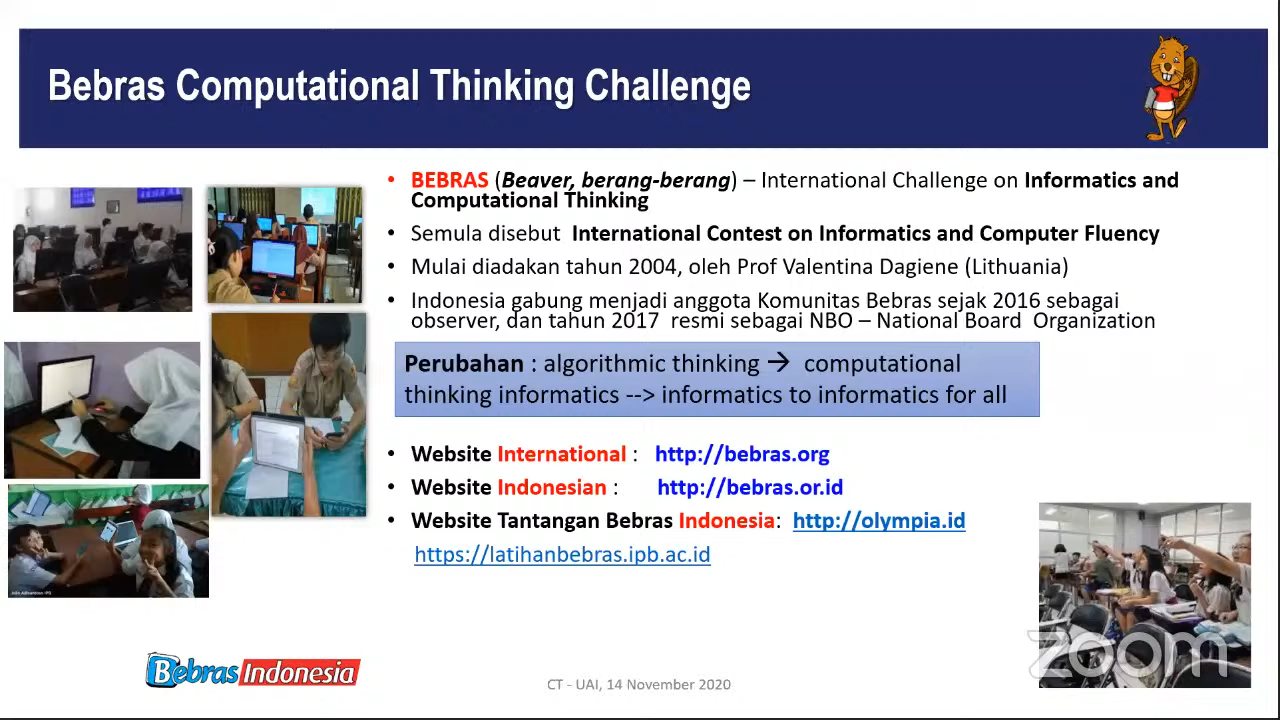 Bebras Computational Thinking Challenge
• BEBRAS (Beaver, berang-berang) – International Challenge on Informatics and
Computational Thinking
• Semula disebut International Contest on Informatics and Computer Fluency
• Mulai diadakan tahun 2004, oleh Prof Valentina Dagiene (Lithuania)
• Indonesia gabung menjadi anggota Komunitas Bebras sejak 2016 sebagai
observer, dan tahun 2017 resmi sebagai NBO – National Board Organization
Perubahan : algorithmic thinking → computational
thinking informatics --> informatics to informatics for all
• Website International : http://bebras.org
• Website Indonesian : http://bebras.or.id
• Website Tantangan Bebras Indonesia: http://olympia.id
https://latihanbebras.ipb.ac.id
zoom
Bebras Indonesia
CT - UAI, 14 November 2020